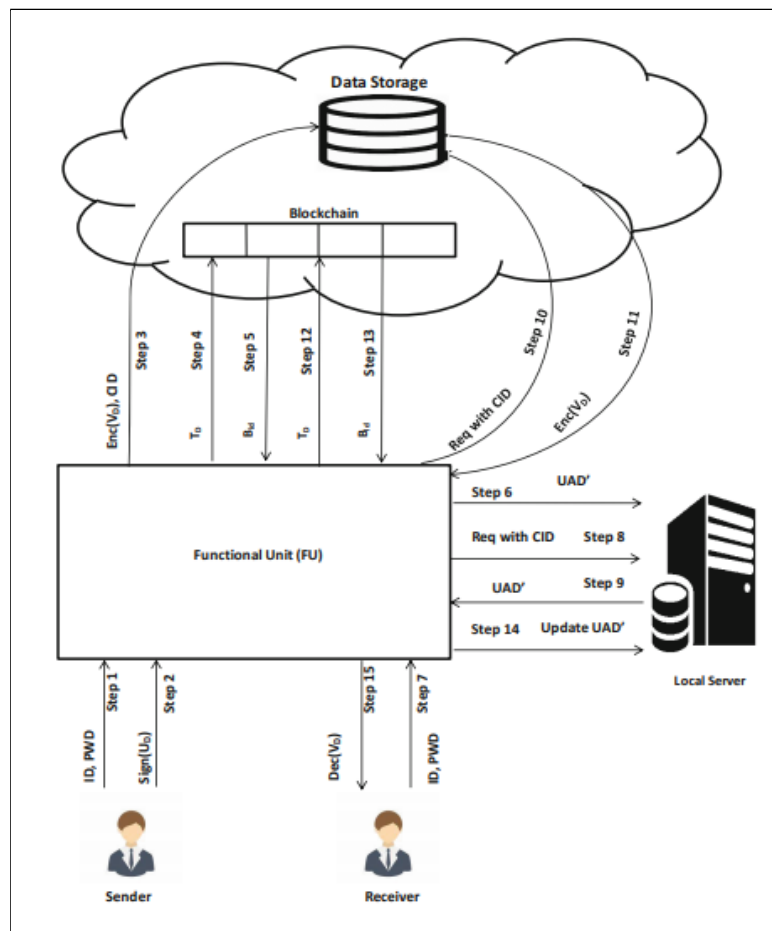 Data Storage
Blockchain
Step 3
Enc(V_D), CID
Step 4
T_D
Step 5
B_id
Step 12
T_D
Step 13
B_id
Step 10
Req with CID
Step 11
Enc(V_D)
Functional Unit (FU)
Step 6 UAD'
Req with CID Step 8
UAD' Step 9
Step 14 Update UAD'
Local Server
Step 1
ID, PWD
Step 2
Sign(U_D)
Step 15
Dec(V_D)
Step 7
ID, PWD
Sender
Receiver